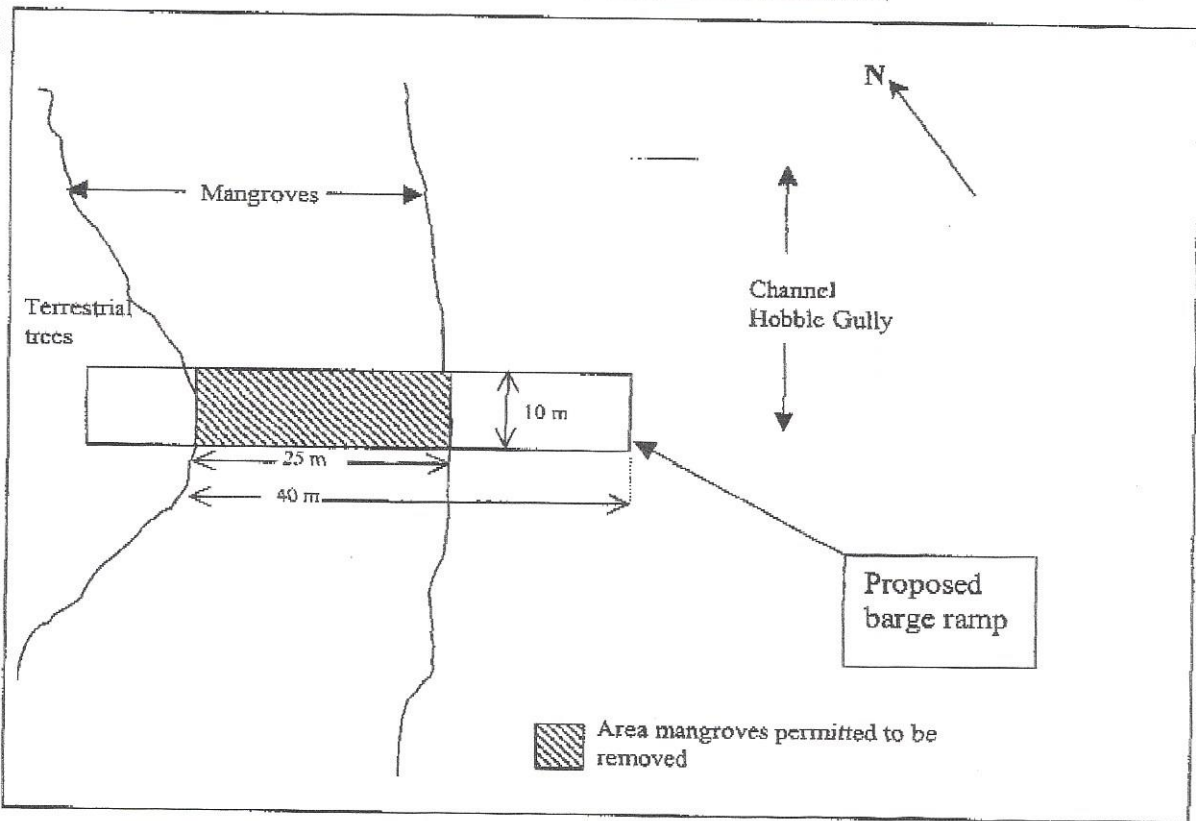 N
Mangroves
Terrestrial
trees
Channel
Hobble Gully
10 m
25 m
40 m
Proposed
barge ramp
Area mangroves permitted to be
removed